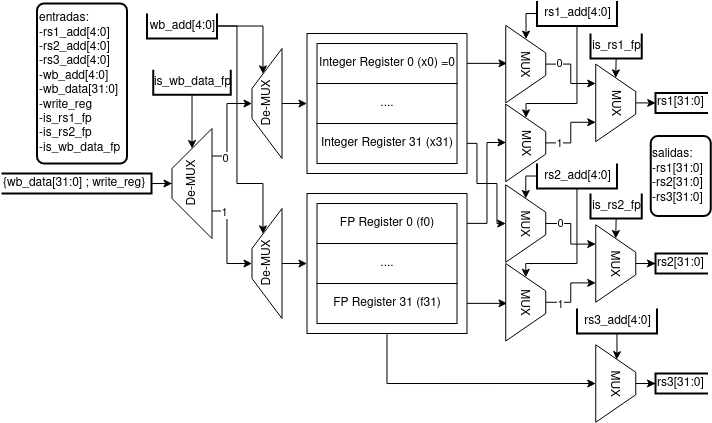 entradas:
-rs1_add[4:0]
-rs2_add[4:0]
-rs3_add[4:0]
-wb_add[4:0]
-wb_data[31:0]
-write_reg
-is_rs1_fp
-is_rs2_fp
-is_wb_data_fp
wb_add[4:0]
is_wb_data_fp
{wb_data[31:0] ; write_reg}
De-MUX
0
1
De-MUX
De-MUX
Integer Register 0 (x0) =0
....
Integer Register 31 (x31)
FP Register 0 (f0)
....
FP Register 31 (f31)
rs1_add[4:0]
MUX
0
MUX
1
is_rs1_fp
MUX
rs1[31:0]
salidas:
-rs1[31:0]
-rs2[31:0]
-rs3[31:0]
rs2_add[4:0]
MUX
0
MUX
1
is_rs2_fp
MUX
rs2[31:0]
rs3_add[4:0]
MUX
rs3[31:0]